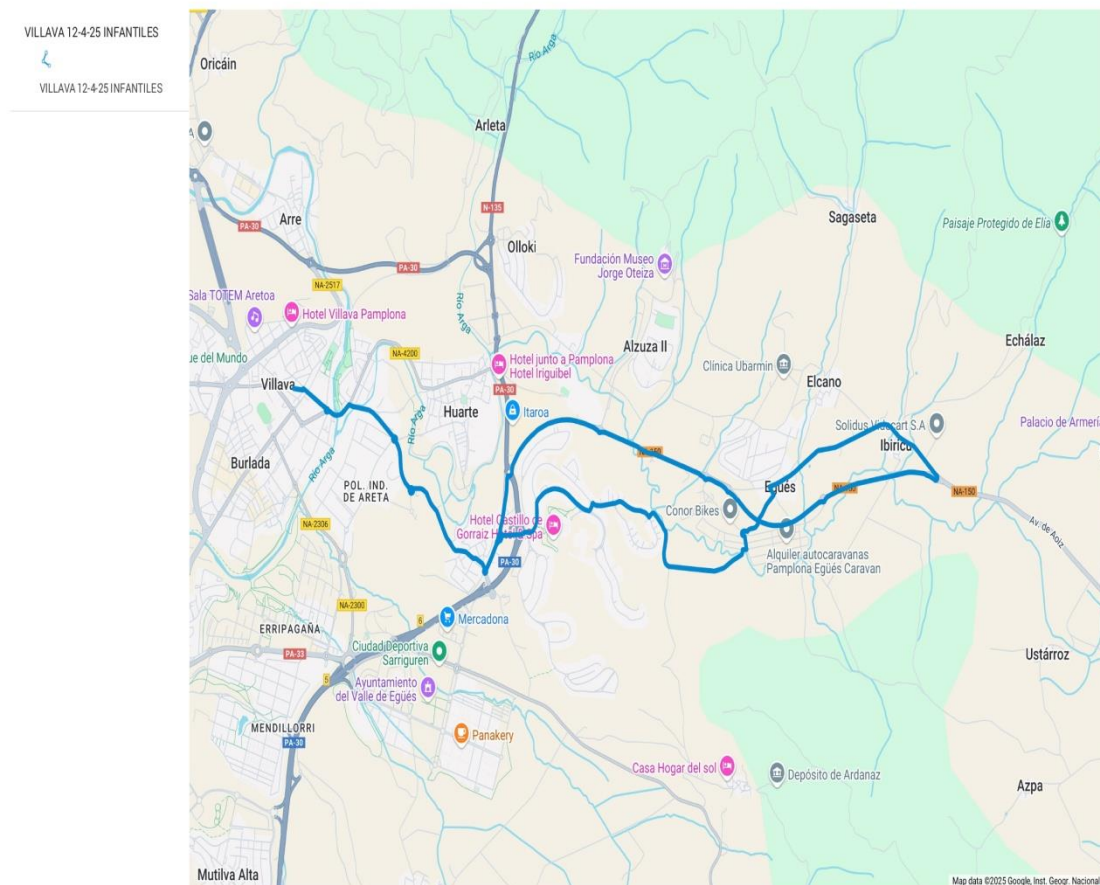 VILLAVA 12-4-25 INFANTILES
VILLAVA 12-4-25 INFANTILES
Oricáin
Río Arga
Arleta
A
Arre
PA-30
N-135
Olloki
Sagaseta
Paisaje Protegido de Elía
Fundación Museo
Jorge Oteiza
PA-30
NA-2517
Sala TOTEM Aretoa
Hotel Villava Pamplona
Río Arga
NA-4200
que del Mundo
Alzuza II
Echálaz
Hotel junto a Pamplona
Hotel Iriguibel
Clínica Ubarmin
Elcano
PA-30
Villava
Huarte
Itaroa
Río Arga
Solidus Videcart S.A
Palacio de Armería
Ibiricu
Burlada
Río Arga
POL. IND.
DE ARETA
Egüés
NA-150
NA-2306
Conor Bikes
Hotel Castillo de
Gorraiz
Spa
Av. de Aoiz
PA-30
Alquiler autocaravanas
Pamplona Egüés Caravan
NA-2300
6
Mercadona
ERRIPAGAÑA
PA-33
Ciudad Deportiva
Sarriguren
Ustárroz
5
Ayuntamiento
del Valle de Egüés
MENDILLORRI
Panakery
PA-30
Casa Hogar del sol
Depósito de Ardanaz
Azpa
Mutilva Alta
Map data ©2025 Google, Inst. Geogr. Nacional